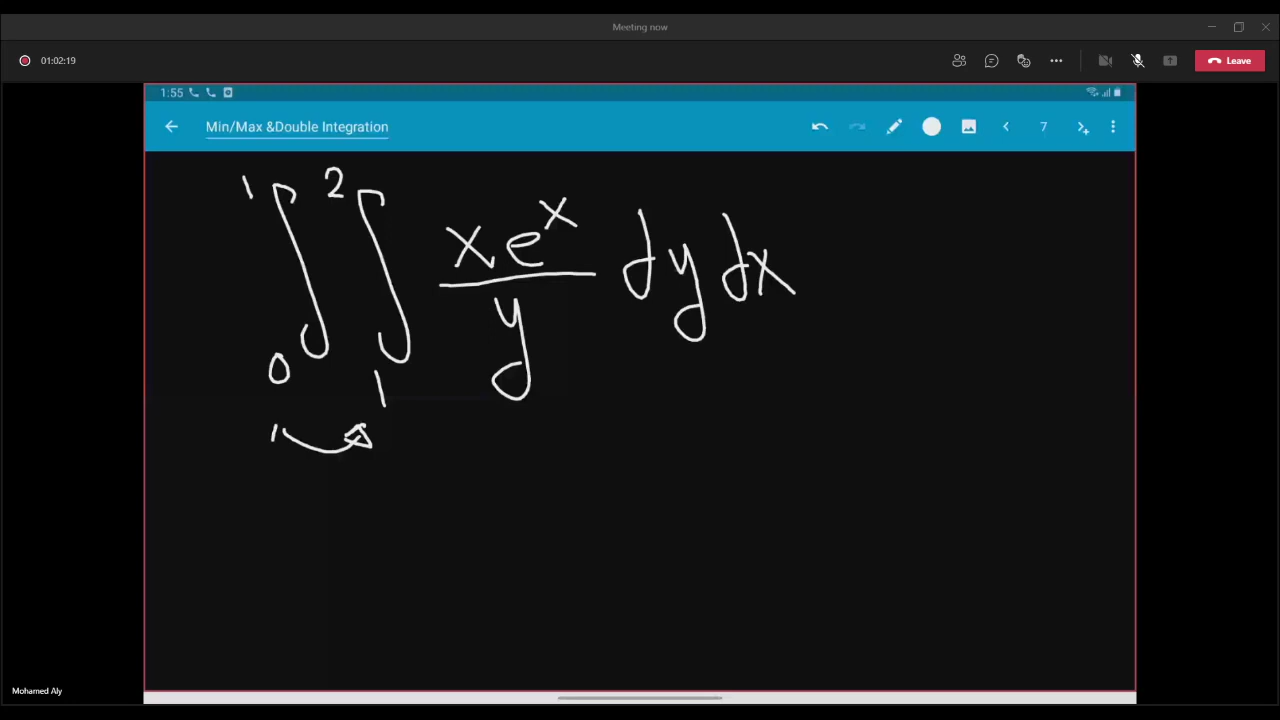 Meeting now
01:02:19
Leave
1:55
Min/Max &Double Integration
7
1 2
∫ ∫ xe^x / y dy dx
0 1
Mohamed Aly